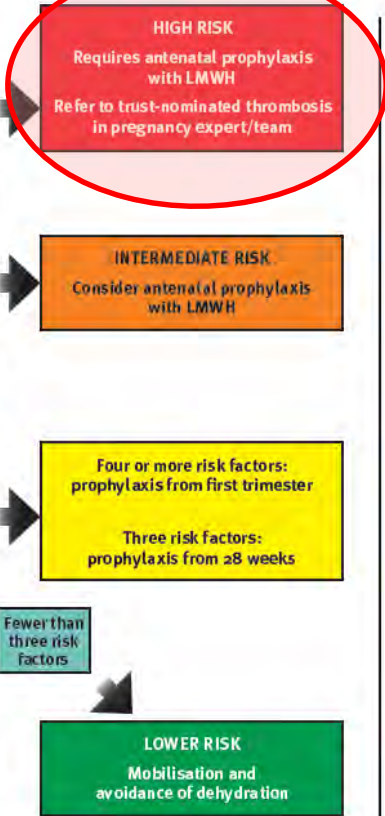 HIGH RISK
Requires antenatal prophylaxis
with LMWH
Refer to trust-nominated thrombosis
in pregnancy expert/team
INTERMEDIATE RISK
Consider antenatal prophylaxis
with LMWH
Four or more risk factors:
prophylaxis from first trimester
Three risk factors:
prophylaxis from 28 weeks
Fewer than
three risk
factors
LOWER RISK
Mobilisation and
avoidance of dehydration